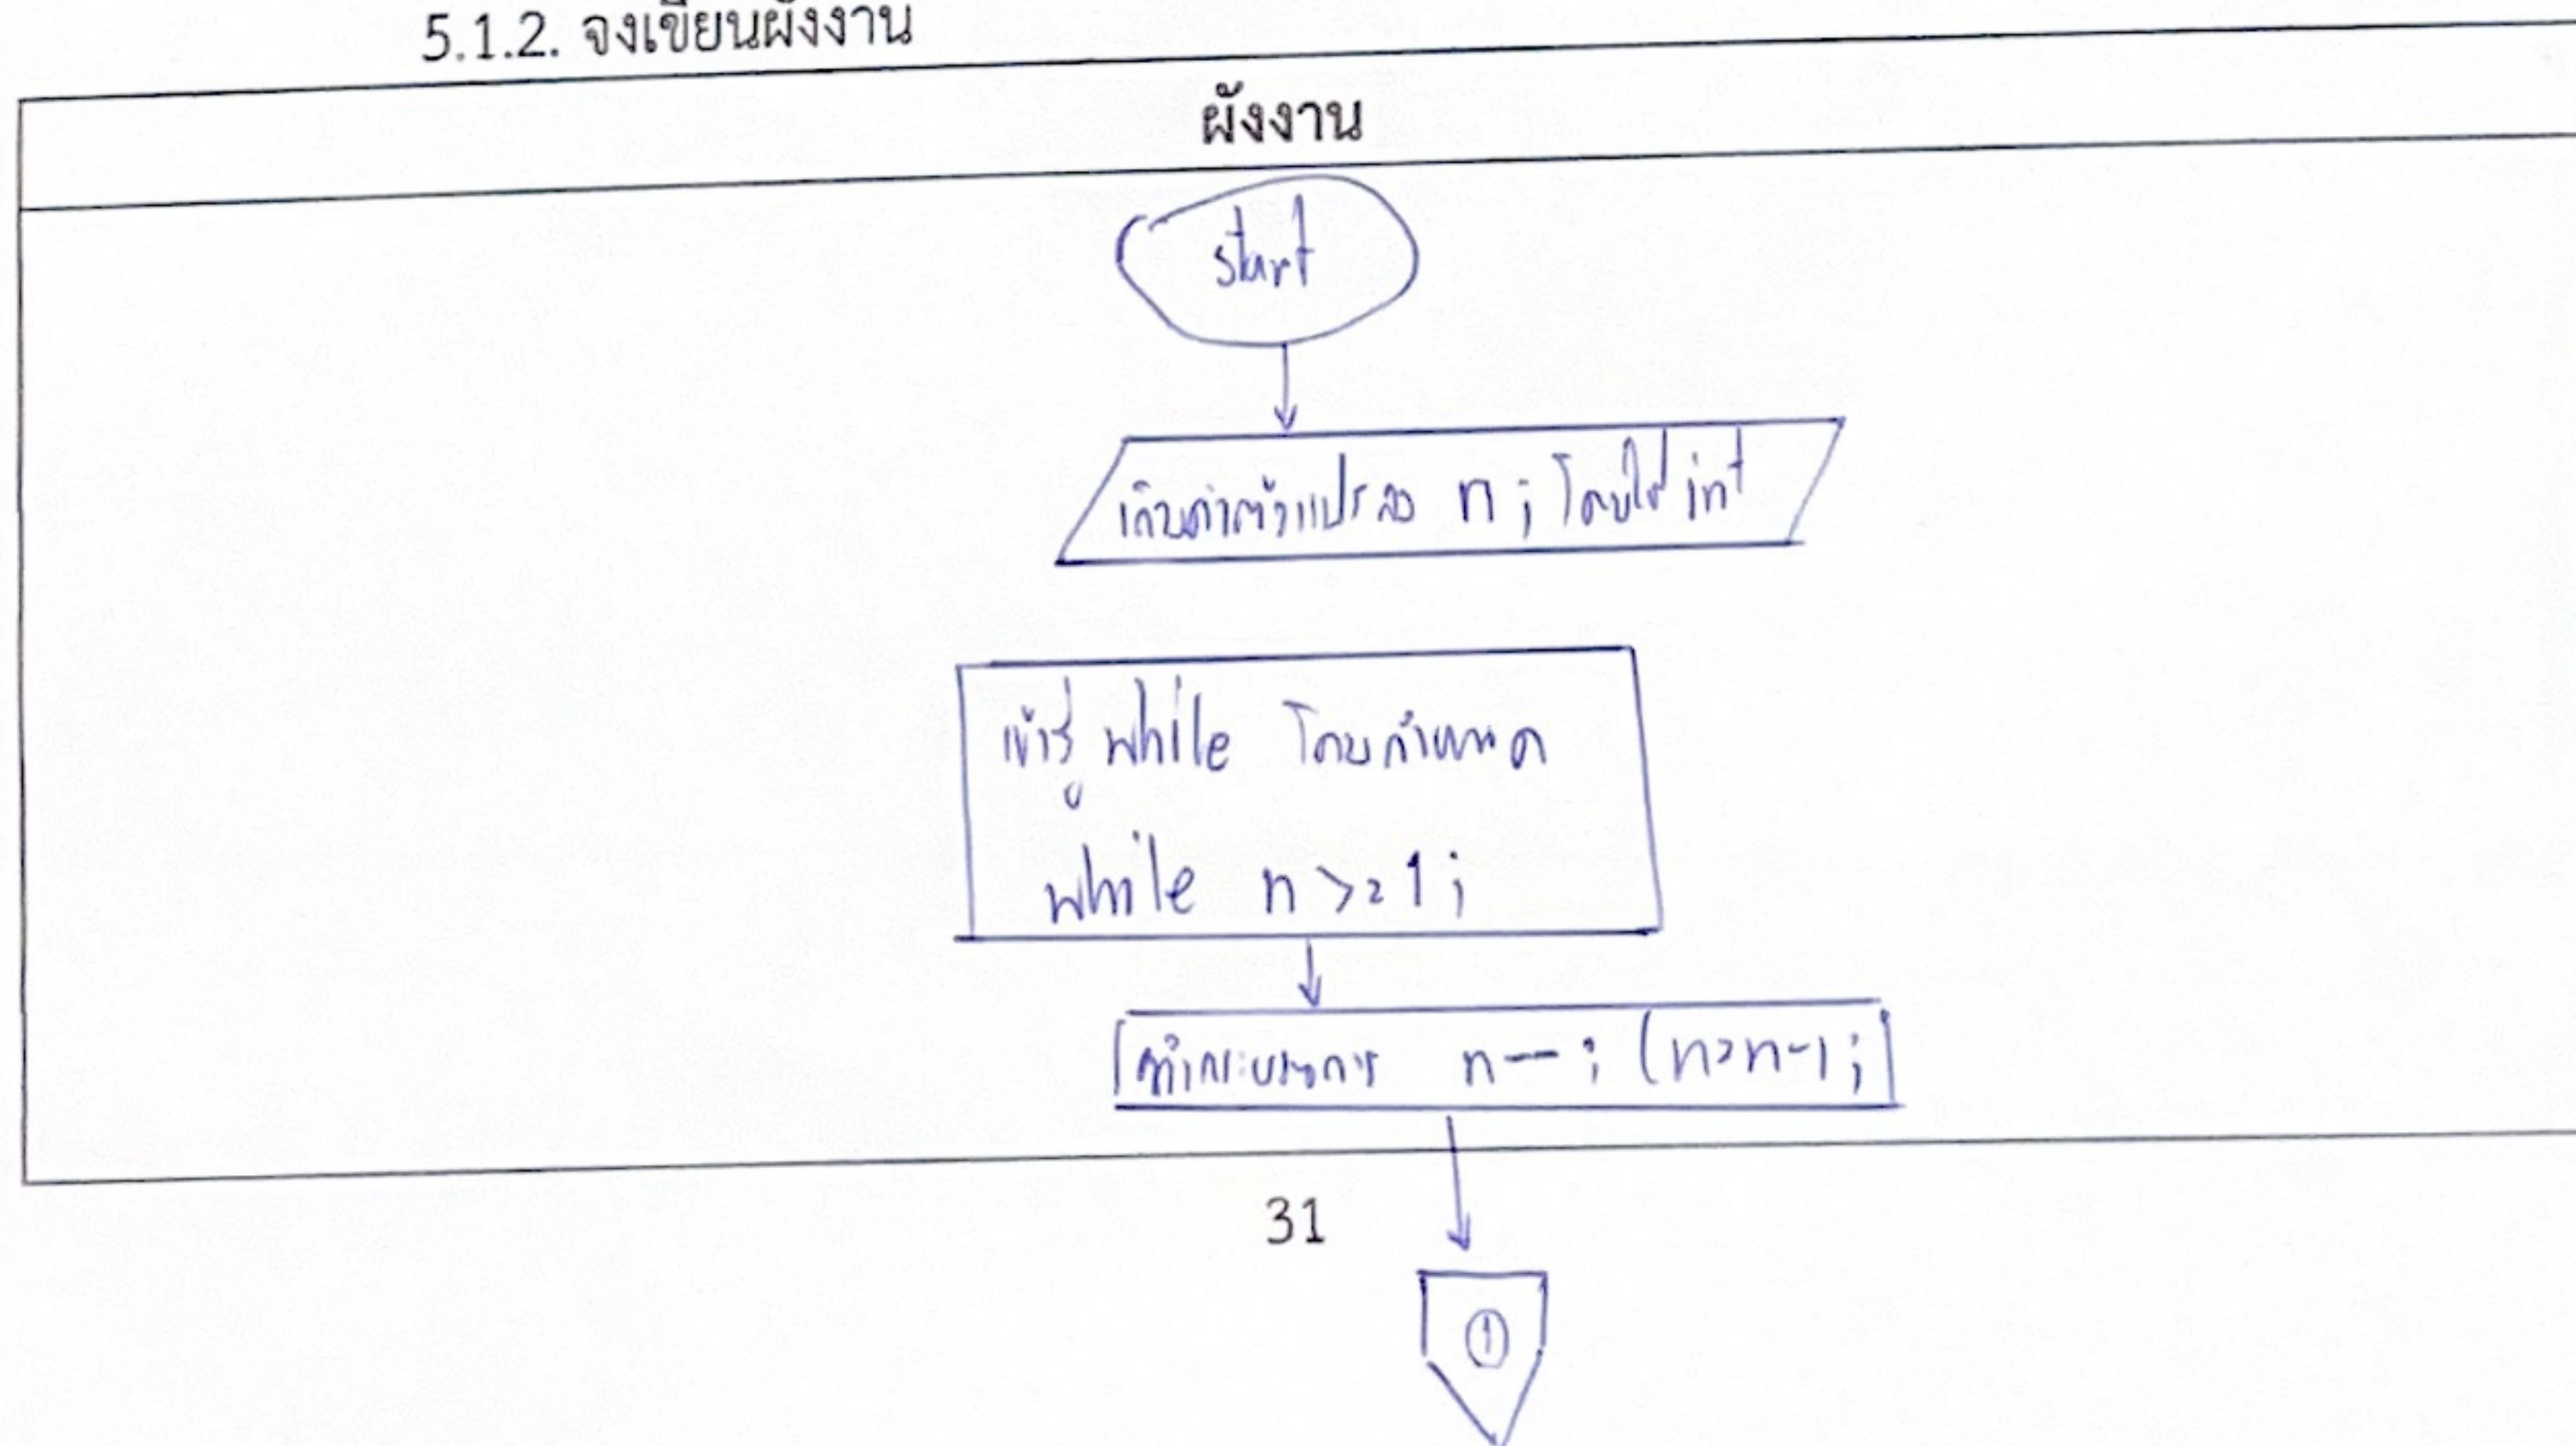 5.1.2. จงเขียนผังงาน
ผังงาน
start
เก็บค่าตัวแปร n ; โดยใช้ int
เข้าสู่ while โดยกำหนด
while n >= 1 ;
ทำกระบวนการ n-- ; (n=n-1 ;
31
1